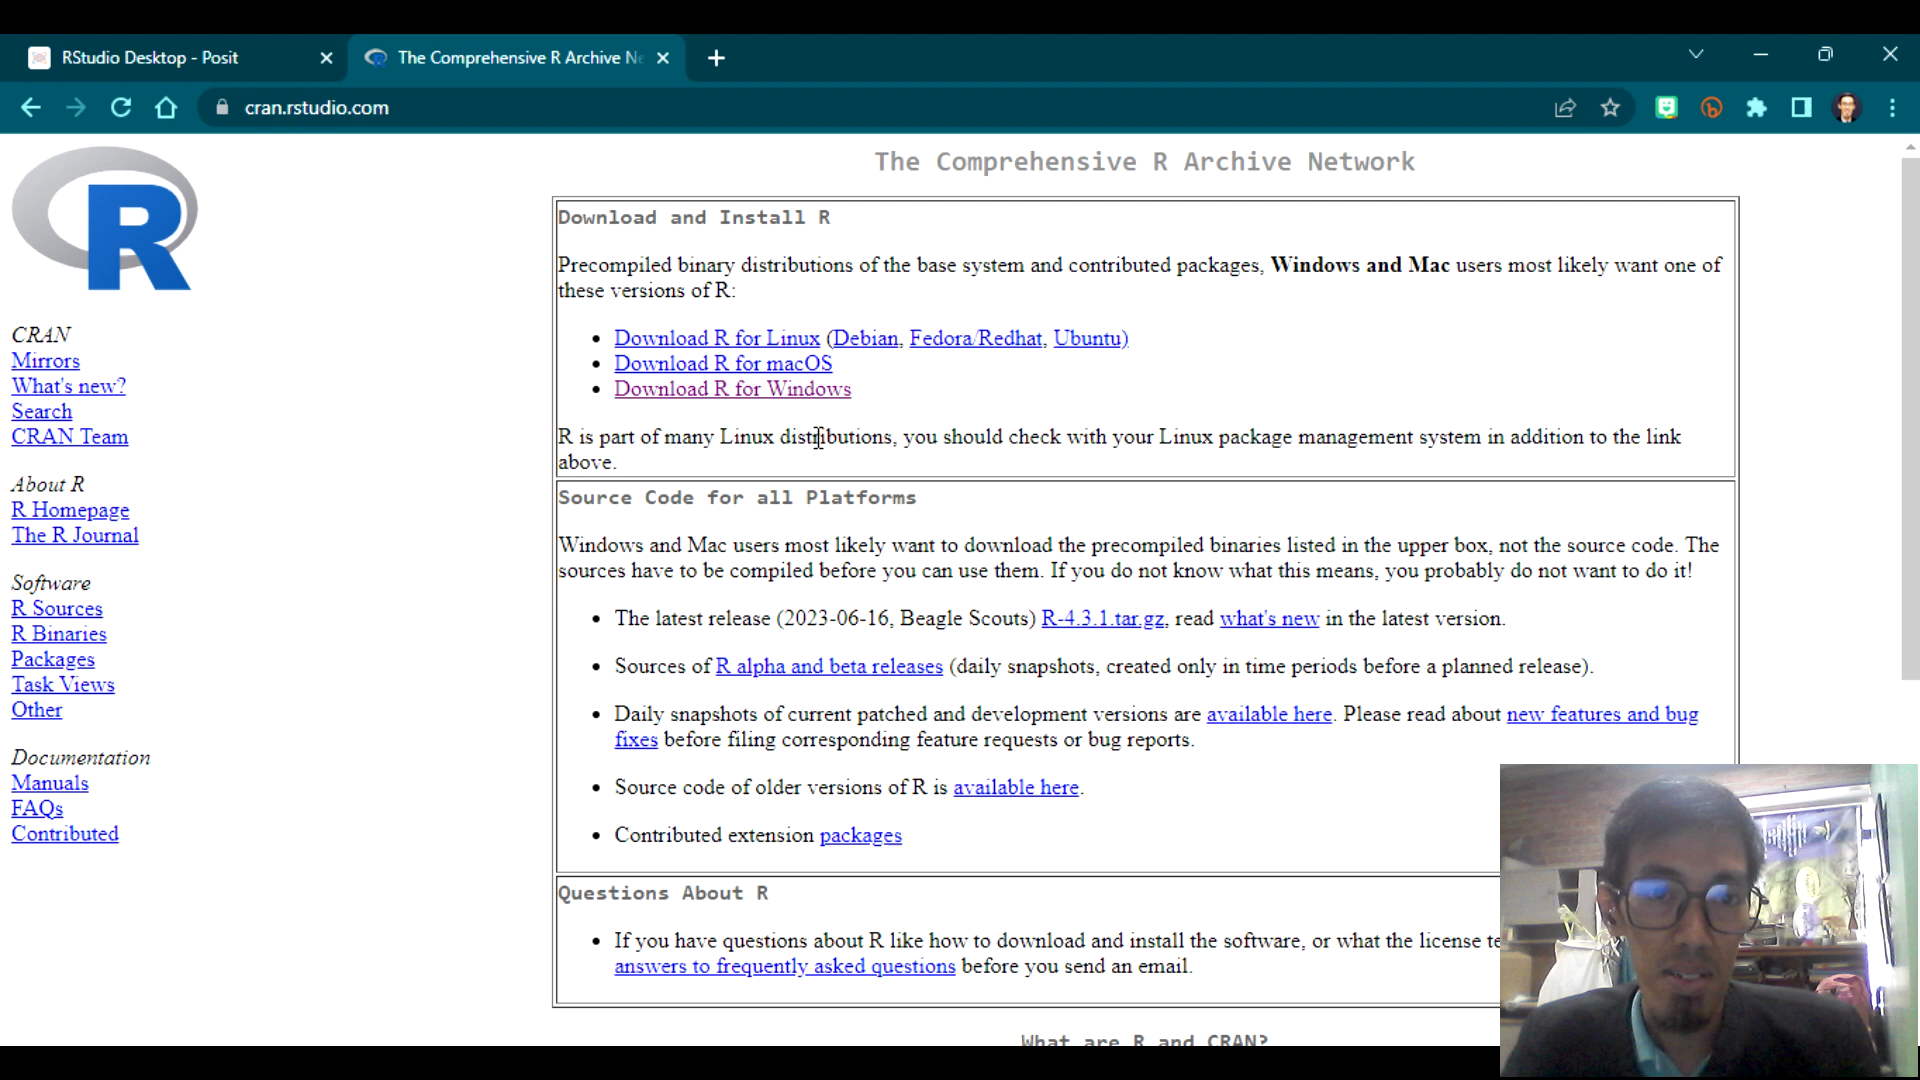 RStudio Desktop - Posit
The Comprehensive R Archive Ne
cran.rstudio.com
The Comprehensive R Archive Network
R
CRAN
Mirrors
What's new?
Search
CRAN Team
About R
R Homepage
The R Journal
Software
R Sources
R Binaries
Packages
Task Views
Other
Documentation
Manuals
FAQs
Contributed
Download and Install R
Precompiled binary distributions of the base system and contributed packages, Windows and Mac users most likely want one of
these versions of R:
Download R for Linux (Debian, Fedora/Redhat, Ubuntu)
Download R for macOS
Download R for Windows
R is part of many Linux distributions, you should check with your Linux package management system in addition to the link
above.
Source Code for all Platforms
Windows and Mac users most likely want to download the precompiled binaries listed in the upper box, not the source code. The
sources have to be compiled before you can use them. If you do not know what this means, you probably do not want to do it!
The latest release (2023-06-16, Beagle Scouts) R-4.3.1.tar.gz, read what's new in the latest version.
Sources of R alpha and beta releases (daily snapshots, created only in time periods before a planned release).
Daily snapshots of current patched and development versions are available here. Please read about new features and bug
fixes before filing corresponding feature requests or bug reports.
Source code of older versions of R is available here.
Contributed extension packages
Questions About R
If you have questions about R like how to download and install the software, or what the license te
answers to frequently asked questions before you send an email.
What are R and CRAN?